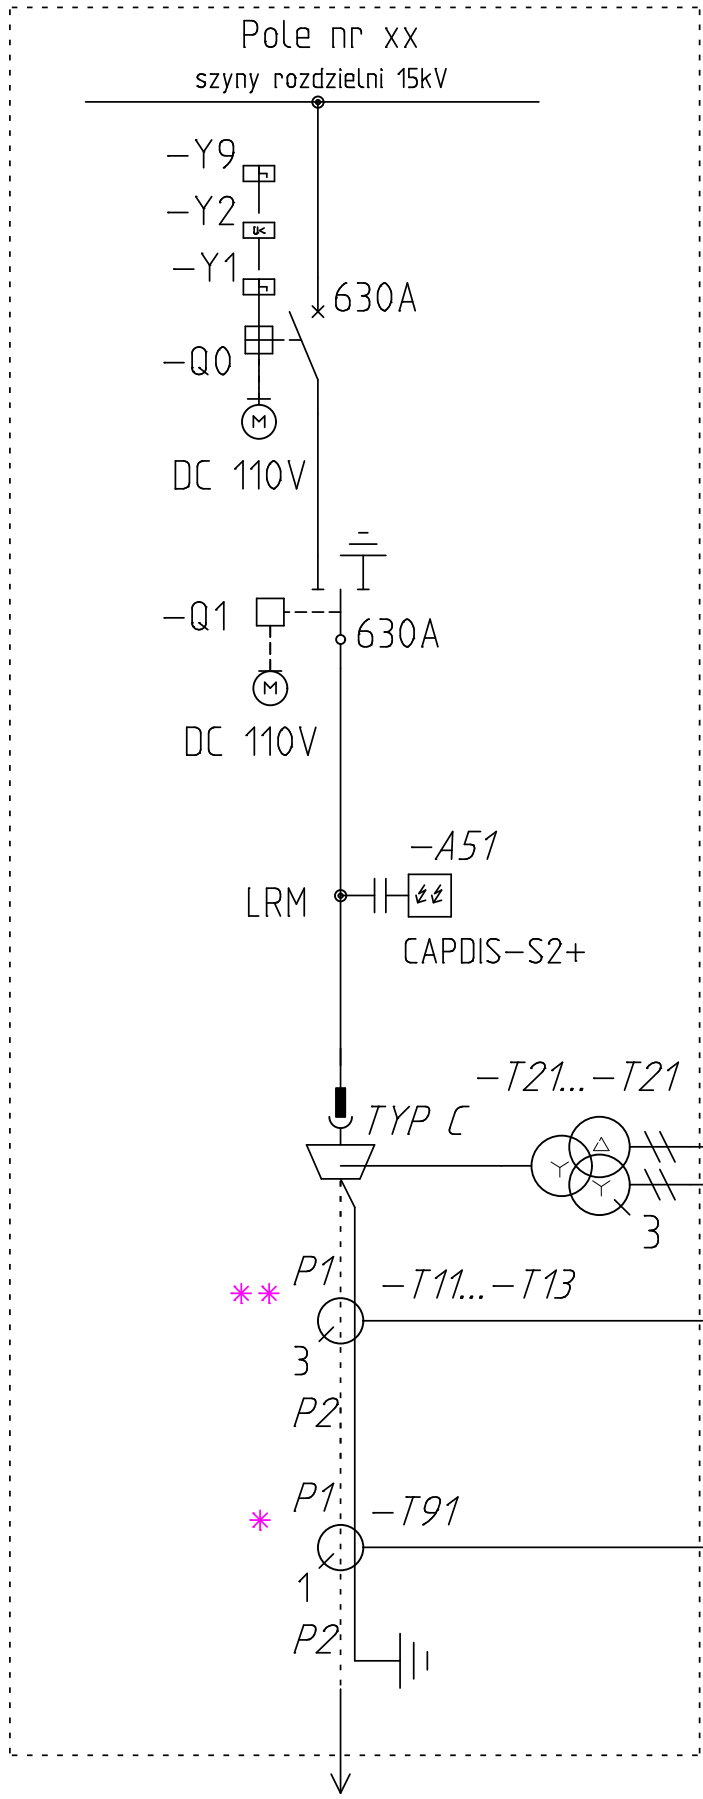 Pole nr xx
szyny rozdzielni 15kV
-Y9
-Y2
U<
-Y1
630A
-Q0
M
DC 110V
-Q1
630A
M
DC 110V
-A51
LRM
CAPDIS-S2+
-T21...-T21
TYP C
3
P1
-T11...-T13
**
3
P2
P1
-T91
*
1
P2